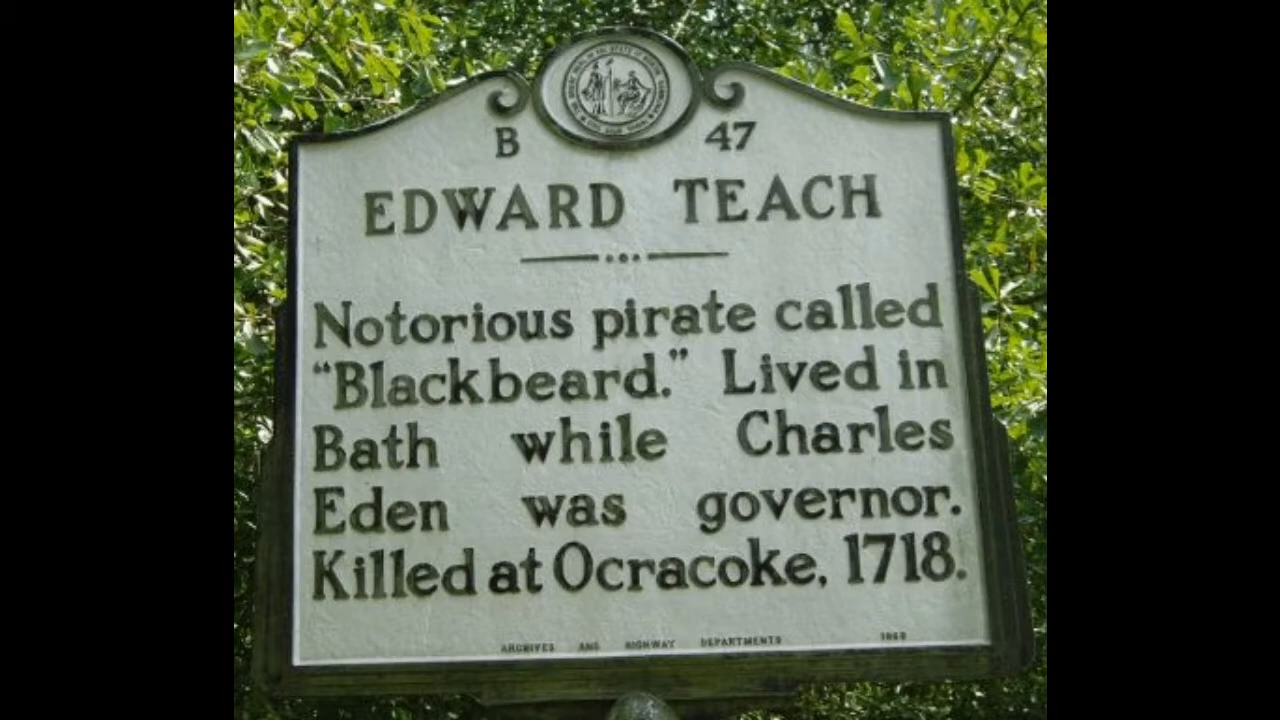 B 47
EDWARD TEACH
Notorious pirate called
“Blackbeard.” Lived in
Bath while Charles
Eden was governor.
Killed at Ocracoke, 1718.
ARCHIVES AND HIGHWAY DEPARTMENTS